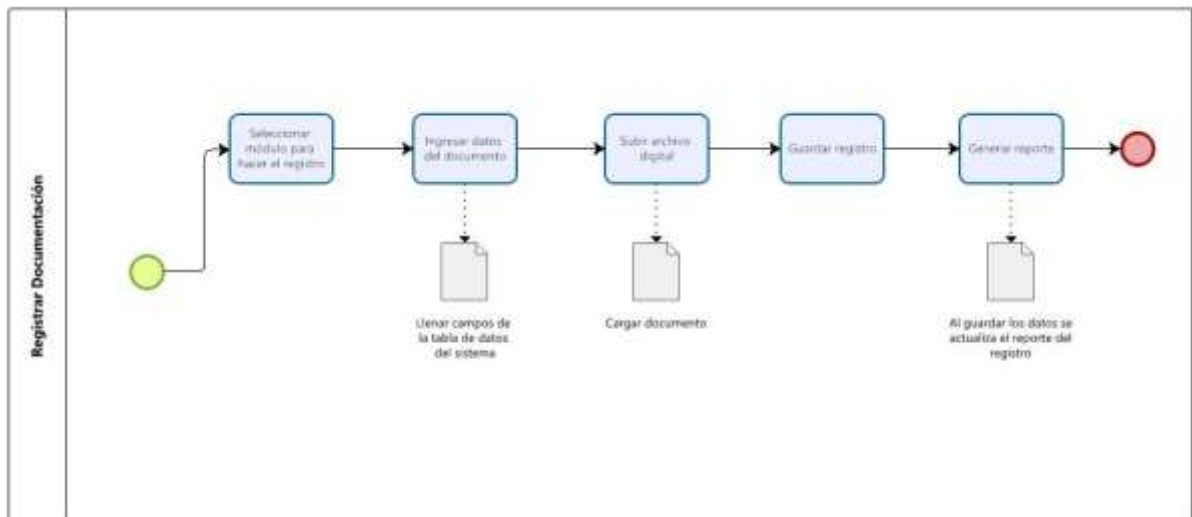 Registrar Documentación
Seleccionar
módulo para
hacer el registro
Ingresar datos
del documento
Subir archivo
digital
Guardar registro
Generar reporte
Llenar campos de
la tabla de datos
del sistema
Cargar documento
Al guardar los datos se
actualiza el reporte del
registro